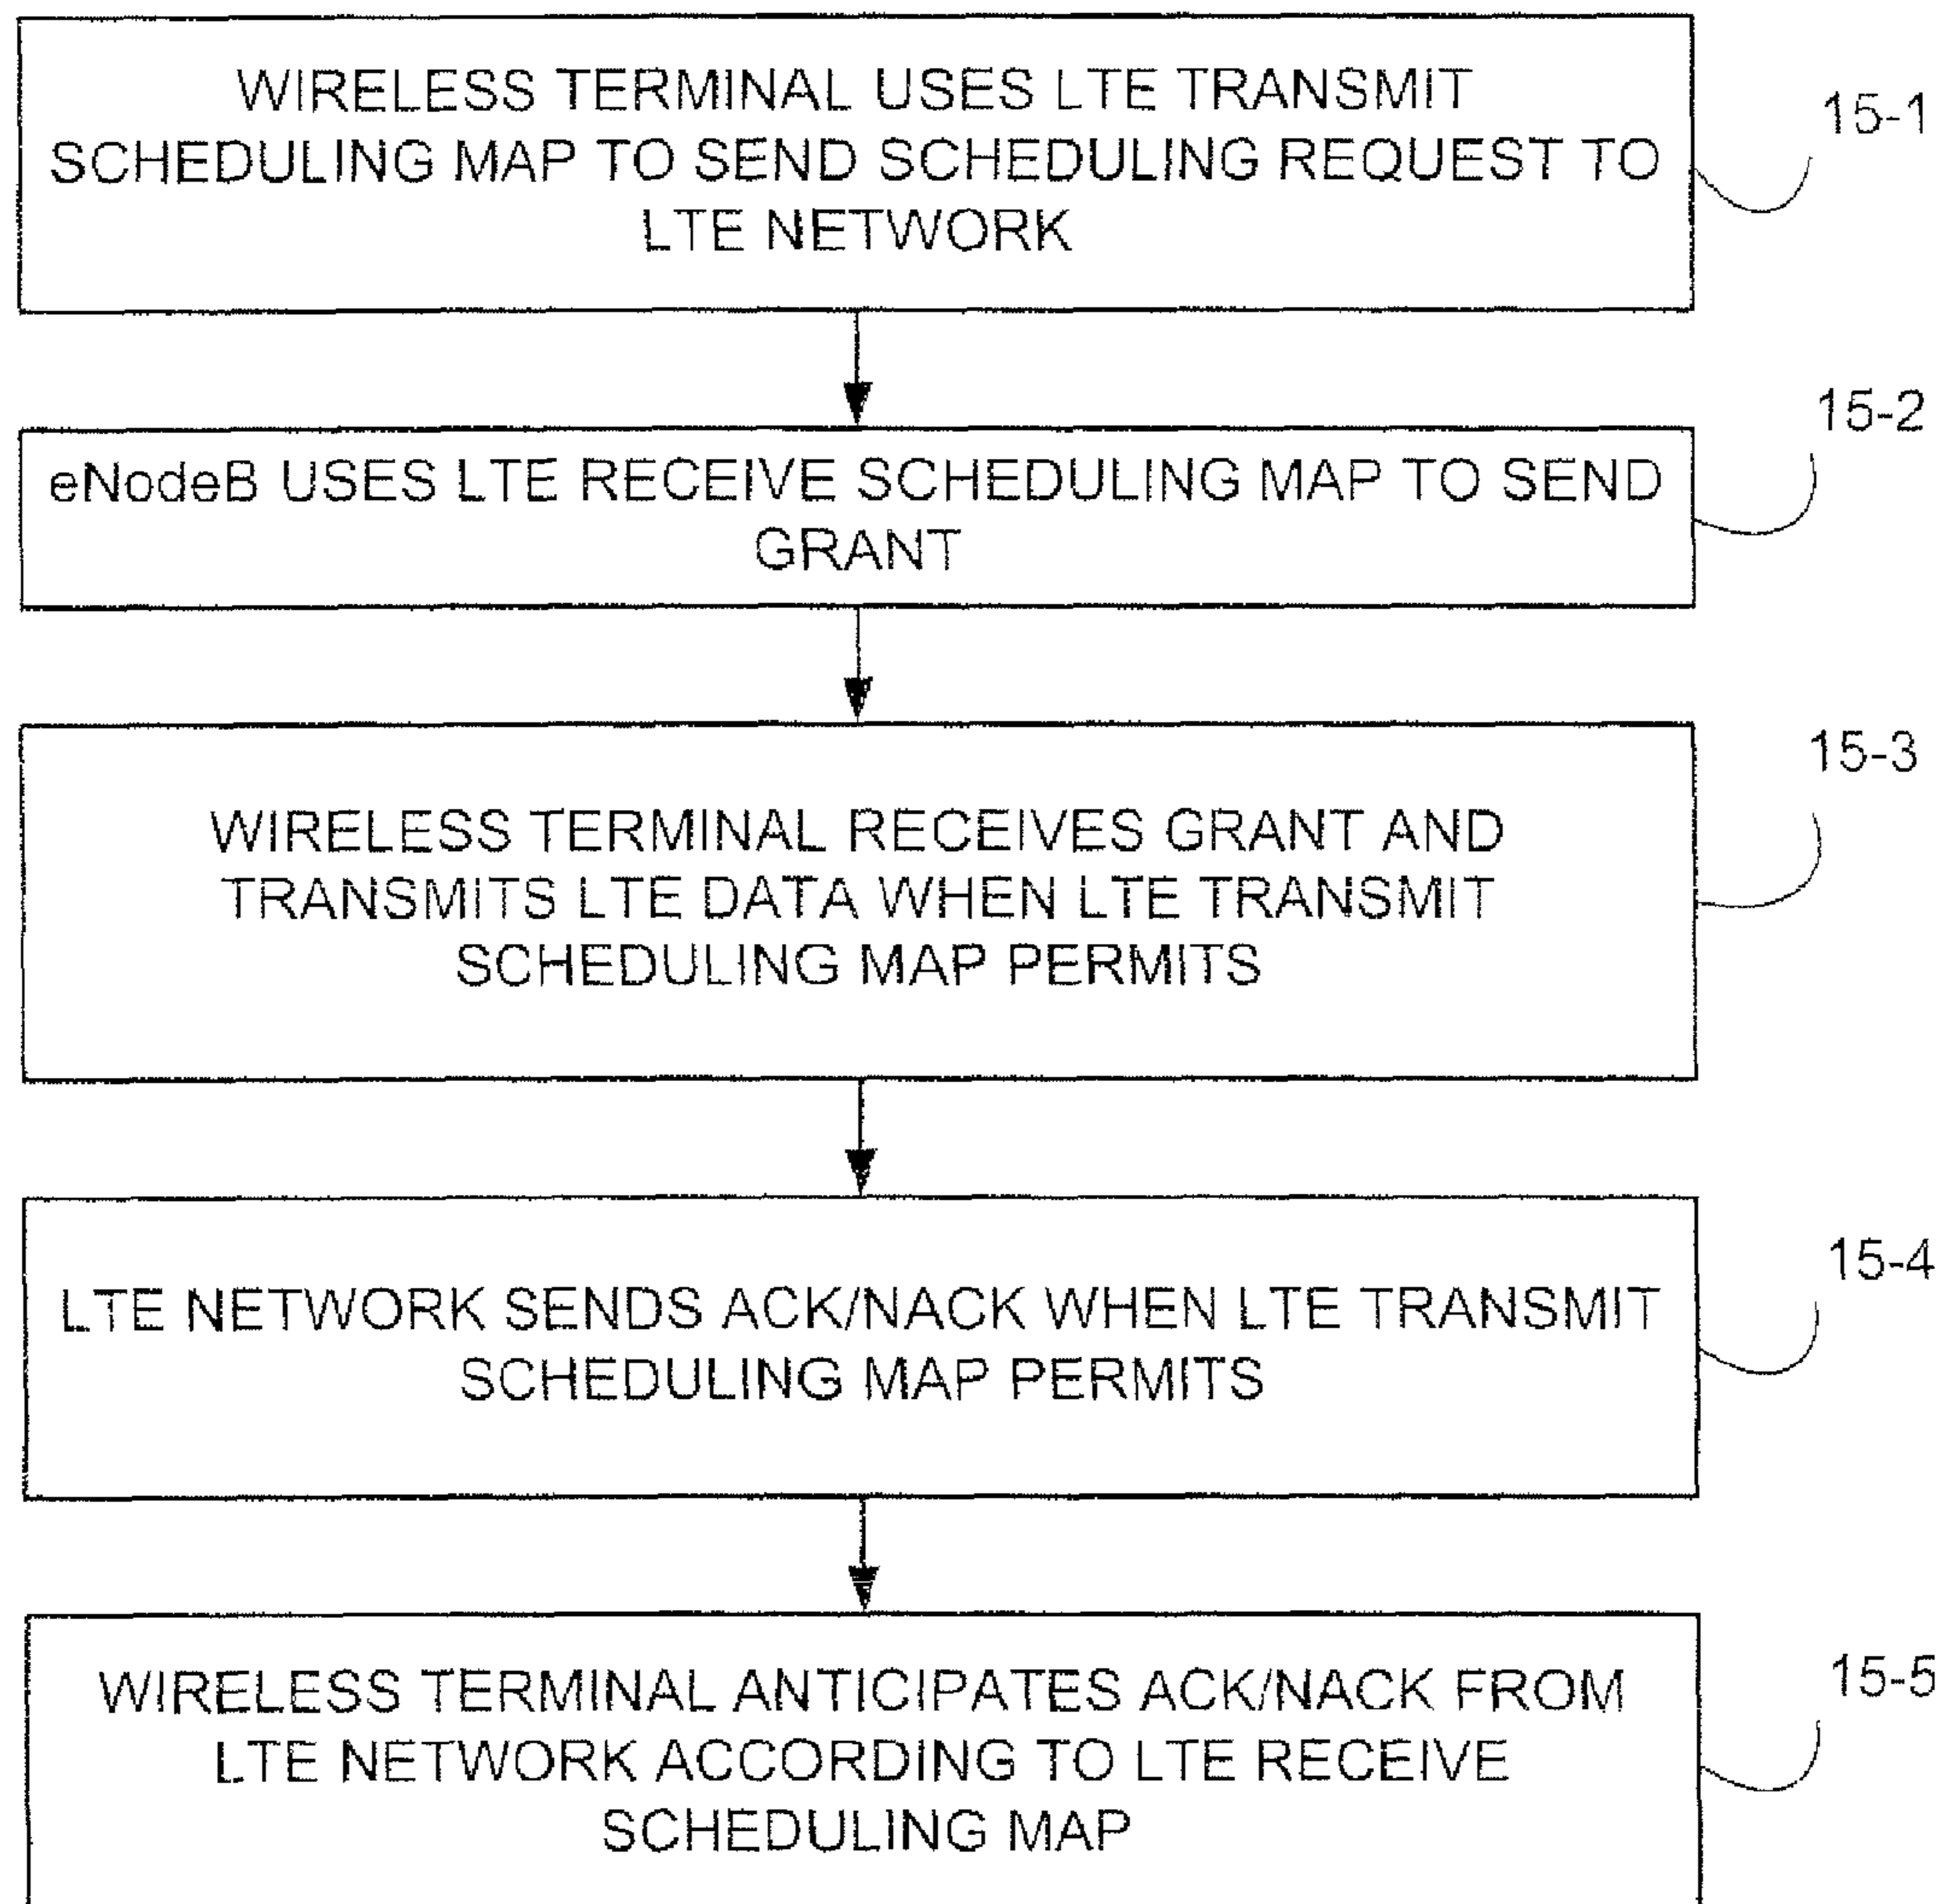 WIRELESS TERMINAL USES LTE TRANSMIT
SCHEDULING MAP TO SEND SCHEDULING REQUEST TO
LTE NETWORK
15-1
eNodeB USES LTE RECEIVE SCHEDULING MAP TO SEND
GRANT
15-2
WIRELESS TERMINAL RECEIVES GRANT AND
TRANSMITS LTE DATA WHEN LTE TRANSMIT
SCHEDULING MAP PERMITS
15-3
LTE NETWORK SENDS ACK/NACK WHEN LTE TRANSMIT
SCHEDULING MAP PERMITS
15-4
WIRELESS TERMINAL ANTICIPATES ACK/NACK FROM
LTE NETWORK ACCORDING TO LTE RECEIVE
SCHEDULING MAP
15-5